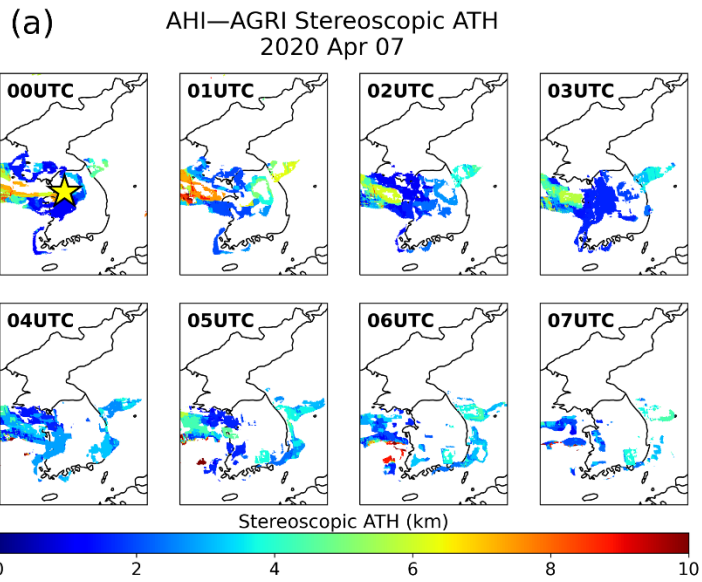 (a)
AHI—AGRI Stereoscopic ATH
2020 Apr 07
00UTC
01UTC
02UTC
03UTC
04UTC
05UTC
06UTC
07UTC
Stereoscopic ATH (km)
0 2 4 6 8 10